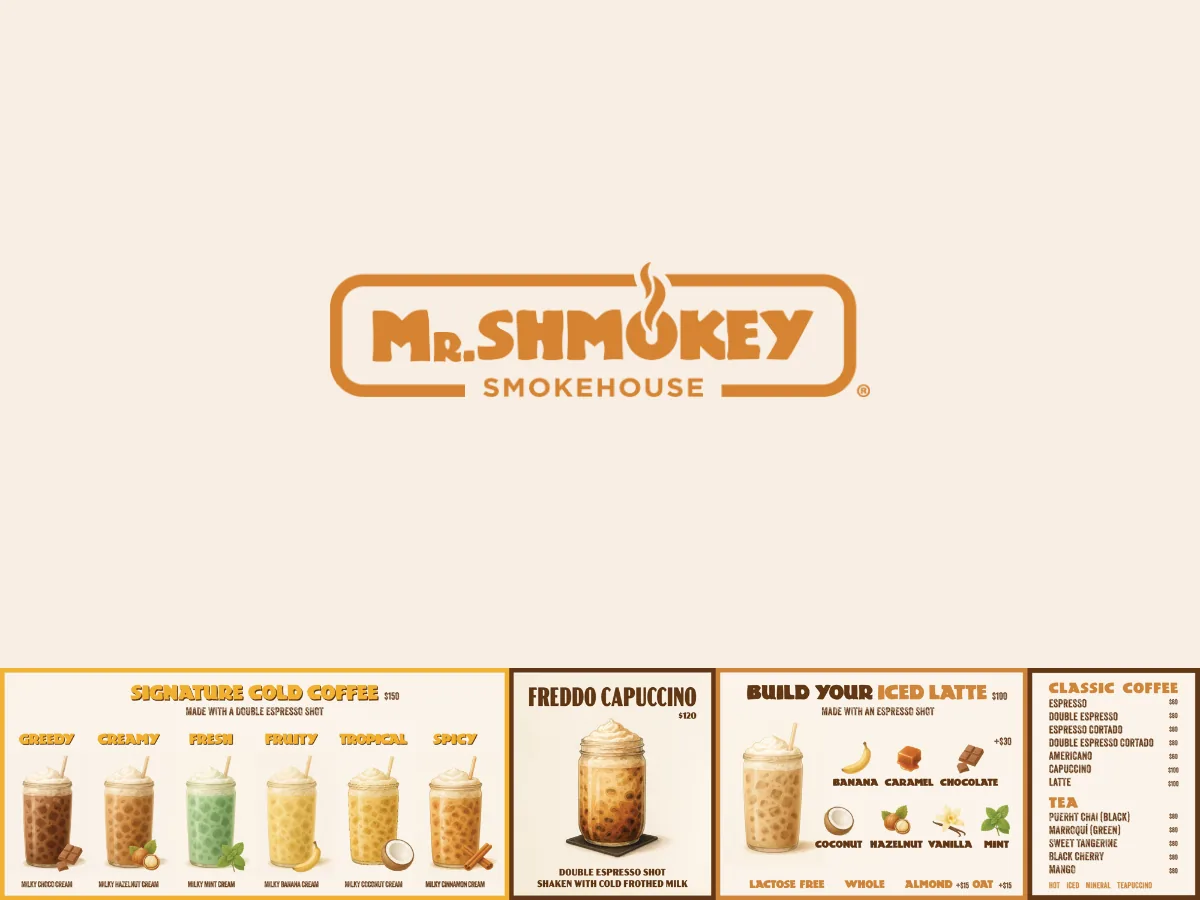 Mr.SHMOKEY
SMOKEHOUSE
®
SIGNATURE COLD COFFEE $150
MADE WITH A DOUBLE ESPRESSO SHOT
GREEDY CREAMY FRESH FRUITY TROPICAL SPICY
MILKY CHOCO CREAM MILKY HAZELNUT CREAM MILKY MINT CREAM MILKY BANANA CREAM MILKY COCONUT CREAM MILKY CINNAMON CREAM
FREDDO CAPUCCINO
$120
DOUBLE ESPRESSO SHOT
SHAKEN WITH COLD FROTHED MILK
BUILD YOUR ICED LATTE $100
MADE WITH AN ESPRESSO SHOT
+$30
BANANA CARAMEL CHOCOLATE
COCONUT HAZELNUT VANILLA MINT
LACTOSE FREE WHOLE ALMOND +$15 OAT +$15
CLASSIC COFFEE
ESPRESSO
DOUBLE ESPRESSO
ESPRESSO CORTADO
DOUBLE ESPRESSO CORTADO
AMERICANO
CAPUCCINO $100
LATTE $100
TEA
PUERHT CHAI (BLACK)
MARROQUÍ (GREEN)
SWEET TANGERINE
BLACK CHERRY
MANGO
HOT ICED MINERAL TEAPUCCINO